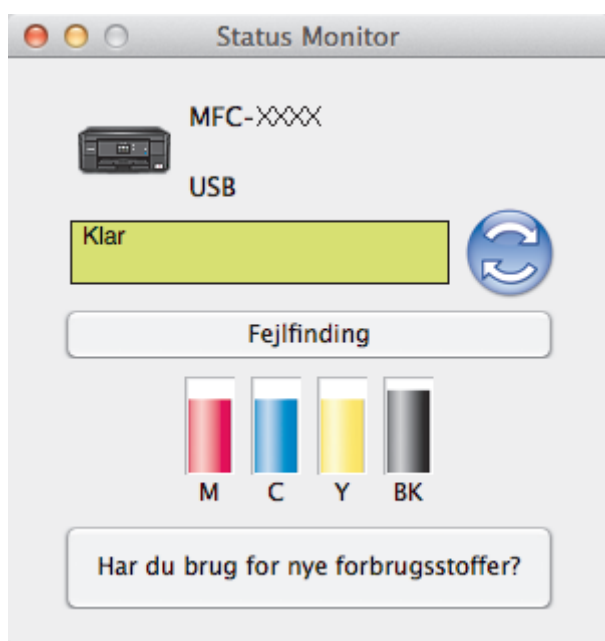 Status Monitor
MFC-XXXX
USB
Klar
Fejlfinding
M C Y BK
Har du brug for nye forbrugsstoffer?